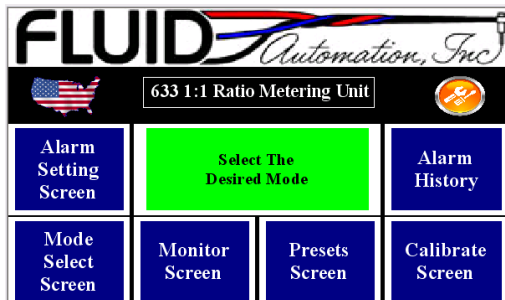 FLUID
Automation, Inc
633 1:1 Ratio Metering Unit
Alarm
Setting
Screen
Select The
Desired Mode
Alarm
History
Mode
Select
Screen
Monitor
Screen
Presets
Screen
Calibrate
Screen